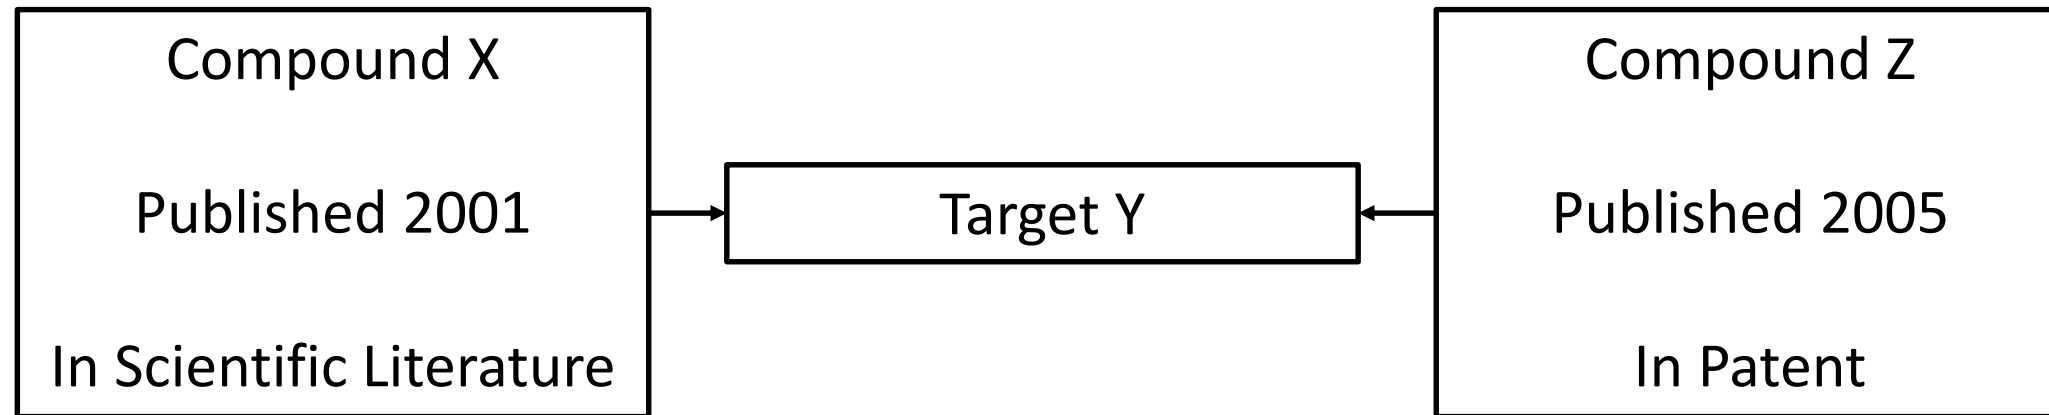 Compound X
Published 2001
In Scientific Literature
Target Y
Compound Z
Published 2005
In Patent